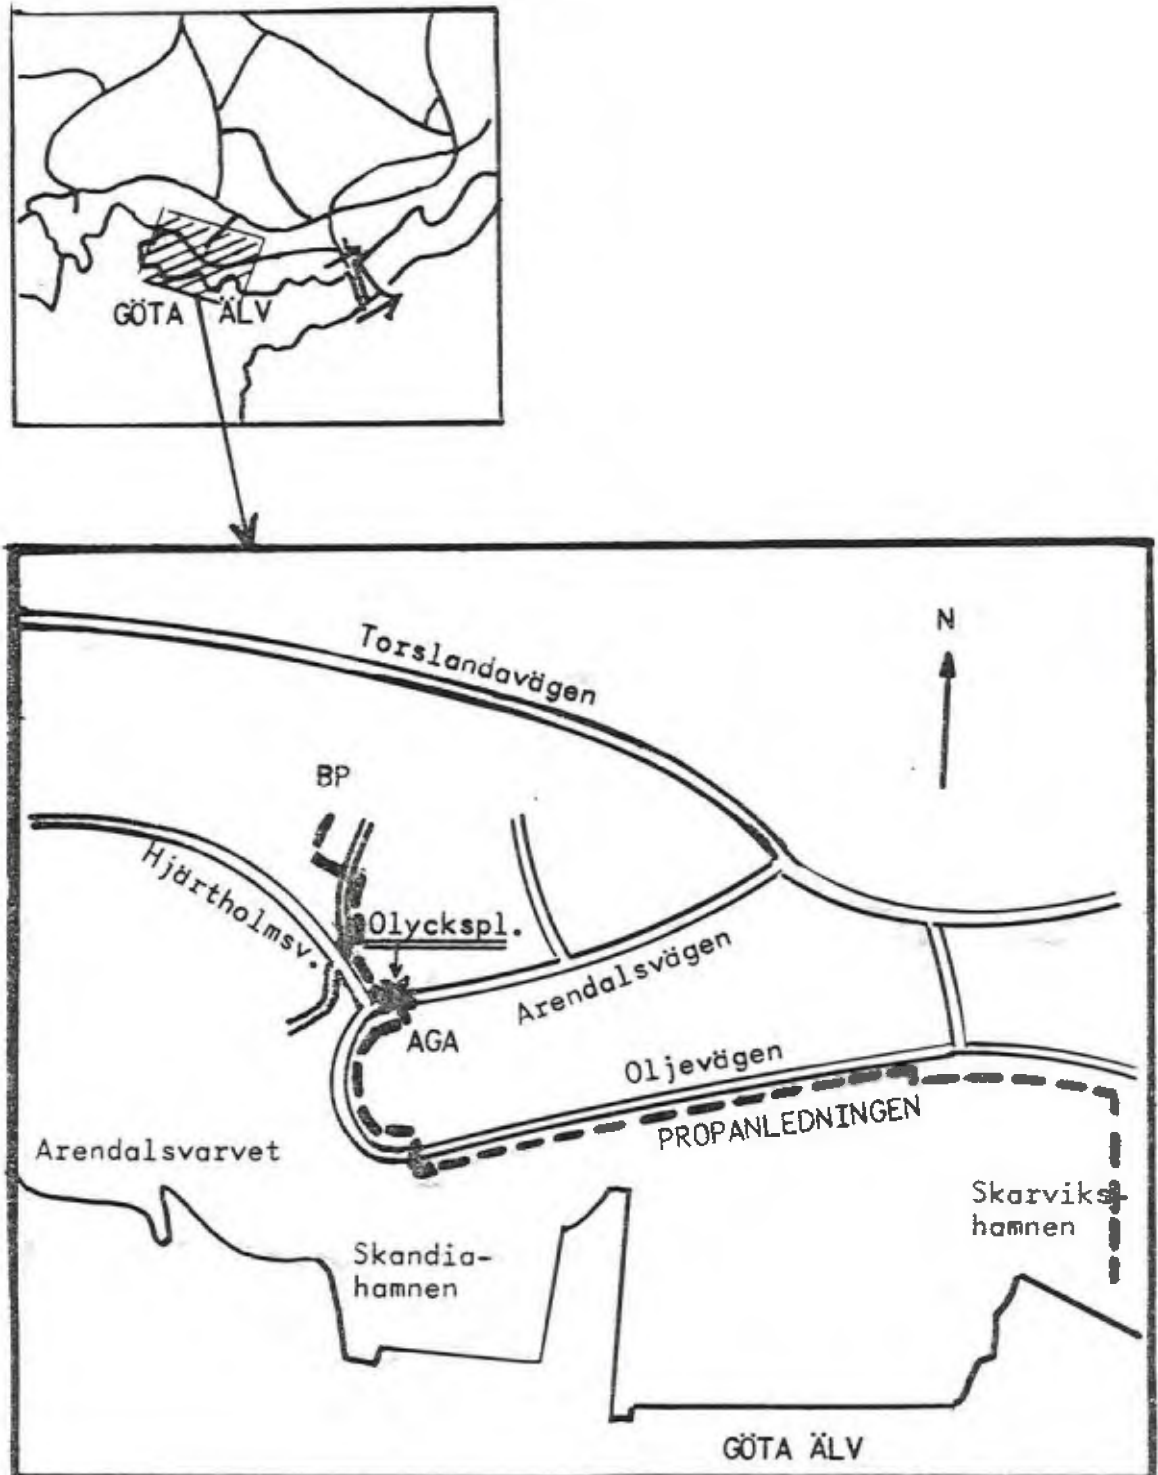 GÖTA ÄLV
N
Torslandavägen
BP
Hjärtholmsv.
Olyckspl.
Arendalsvägen
AGA
Oljevägen
PROPANLEDNINGEN
Arendalsvarvet
Skarviks-
hamnen
Skandia-
hamnen
GÖTA ÄLV